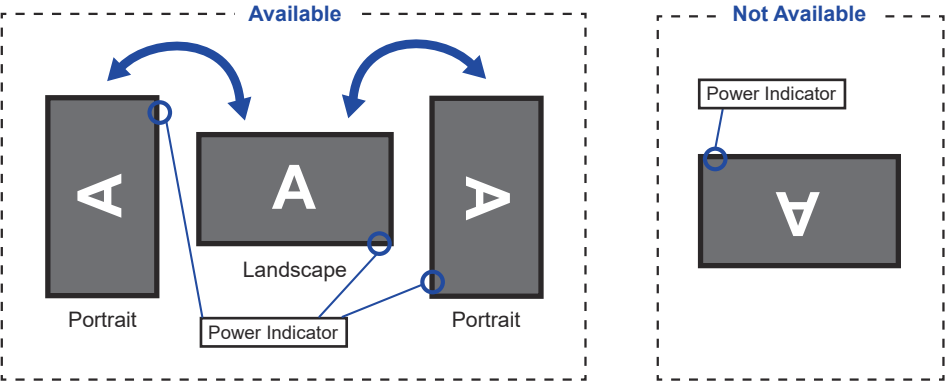 Available
Not Available
Power Indicator
A
A
A
A
Landscape
Portrait
Portrait
Power Indicator